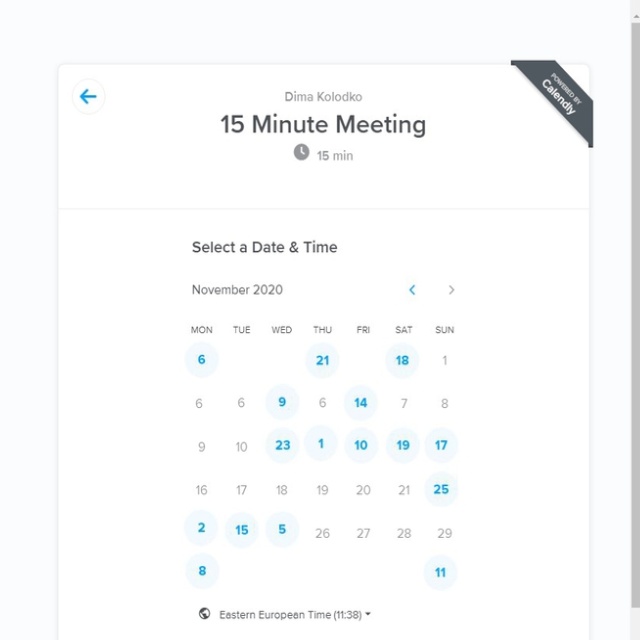 POWERED BY
Calendly
Dima Kolodko
15 Minute Meeting
15 min
Select a Date & Time
November 2020
MON TUE WED THU FRI SAT SUN
6 21 18 1
6 6 9 6 14 7 8
9 10 23 1 10 19 17
16 17 18 19 20 21 25
2 15 5 26 27 28 29
8 11
Eastern European Time (11:38)